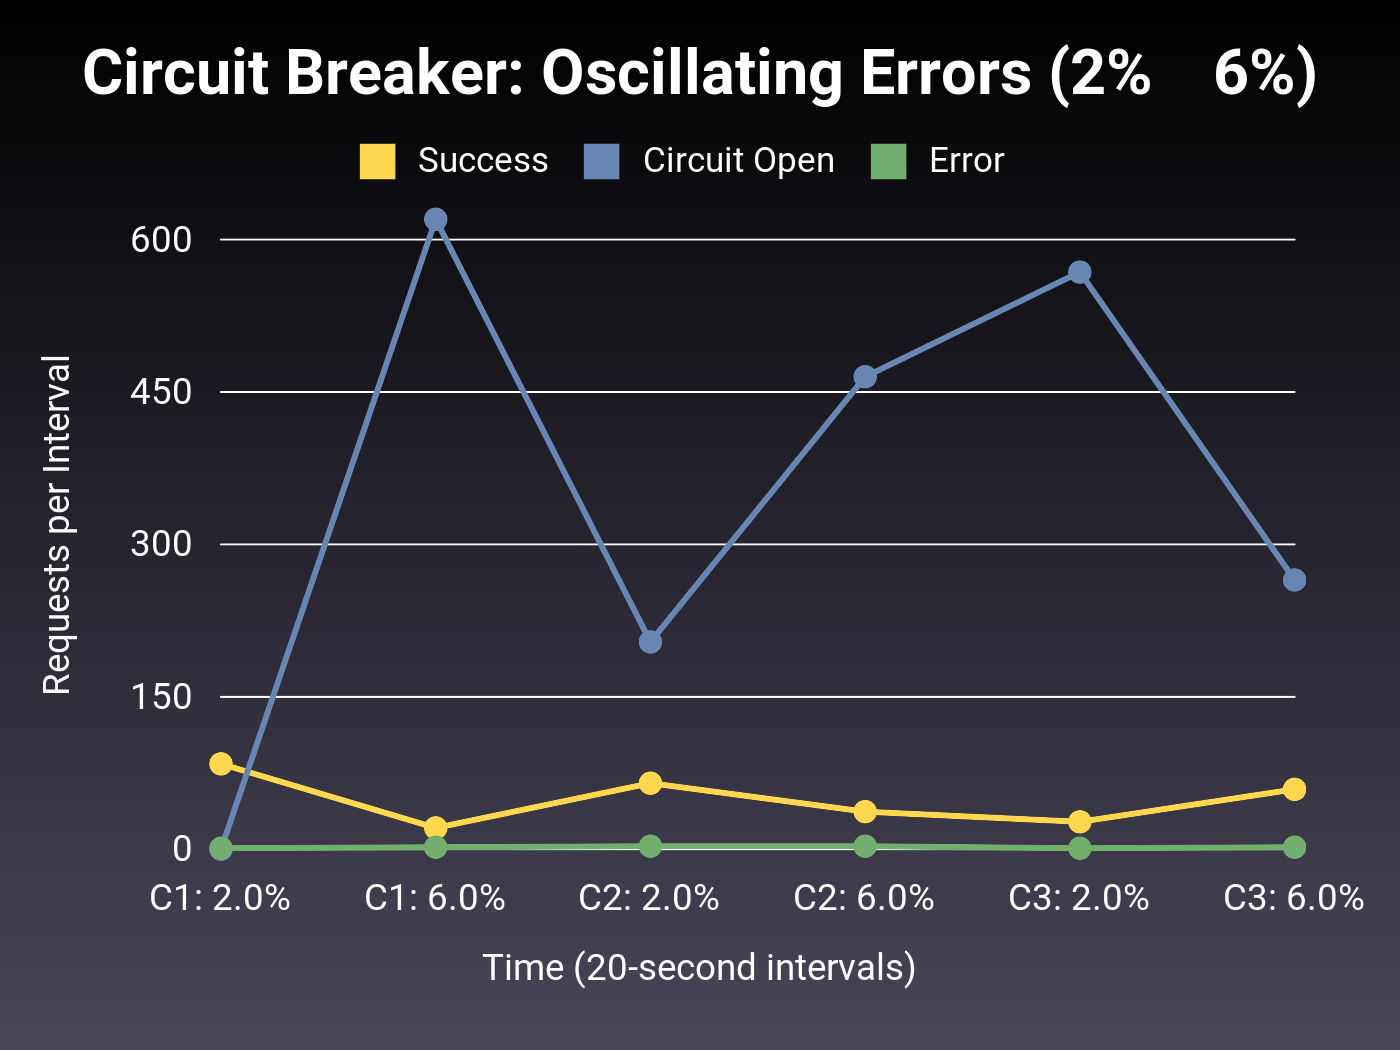 Circuit Breaker: Oscillating Errors (2% 6%)
Success Circuit Open Error
600
450
300
150
0
Requests per Interval
C1: 2.0% C1: 6.0% C2: 2.0% C2: 6.0% C3: 2.0% C3: 6.0%
Time (20-second intervals)